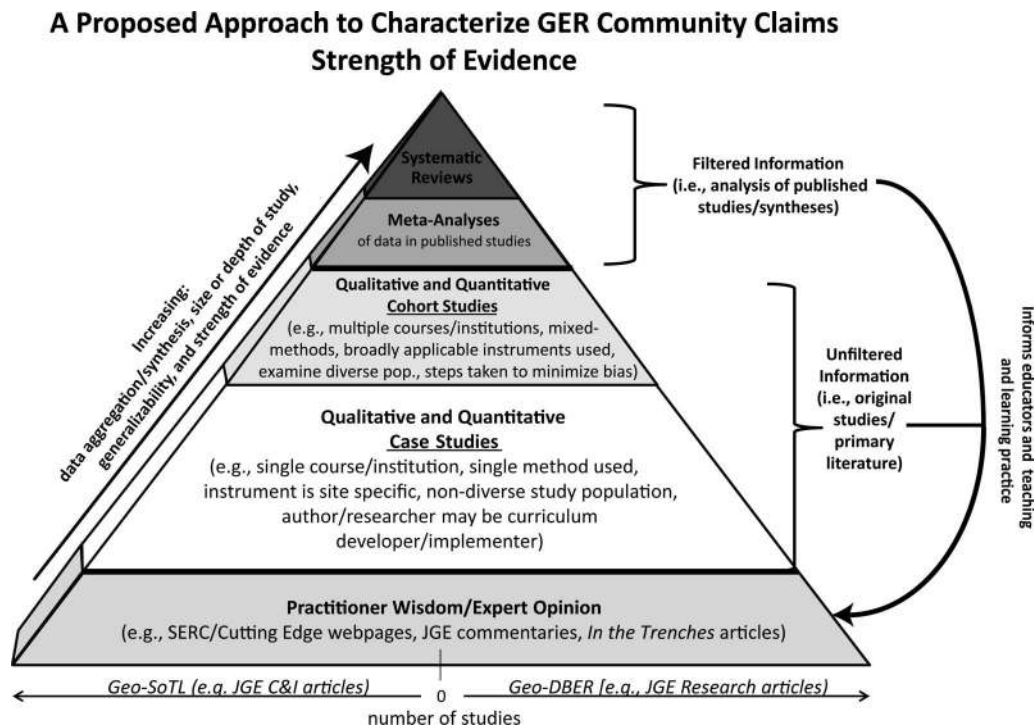 A Proposed Approach to Characterize GER Community Claims
Strength of Evidence
Increasing:
data aggregation/synthesis, size or depth of study,
generalizability, and strength of evidence
Systematic
Reviews
Meta-Analyses
of data in published studies
Qualitative and Quantitative
Cohort Studies
(e.g., multiple courses/institutions, mixed-
methods, broadly applicable instruments used,
examine diverse pop., steps taken to minimize bias)
Qualitative and Quantitative
Case Studies
(e.g., single course/institution, single method used,
instrument is site specific, non-diverse study population,
author/researcher may be curriculum
developer/implementer)
Practitioner Wisdom/Expert Opinion
(e.g., SERC/Cutting Edge webpages, JGE commentaries, In the Trenches articles)
Filtered Information
(i.e., analysis of published
studies/syntheses)
Unfiltered
Information
(i.e., original
studies/
primary
literature)
Informs educators and teaching
and learning practice
Geo-SoTL (e.g. JGE C&I articles)
0
Geo-DBER [e.g., JGE Research articles)
number of studies